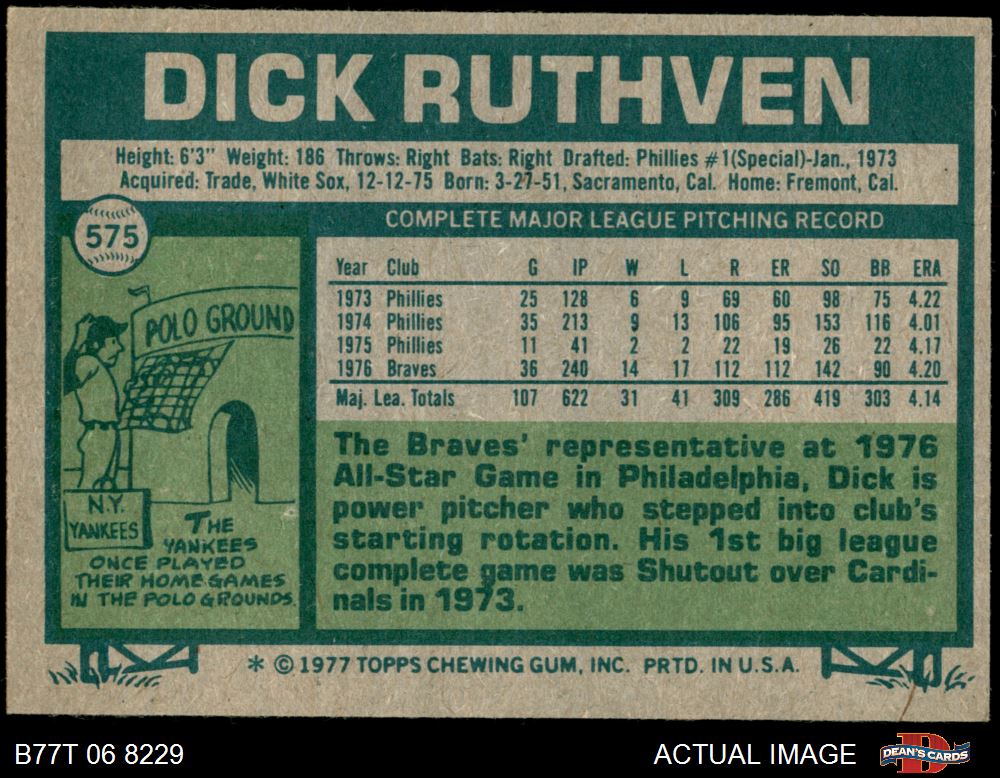 DICK RUTHVEN
Height: 6'3" Weight: 186 Throws: Right Bats: Right Drafted: Phillies #1(Special)-Jan., 1973
Acquired: Trade, White Sox, 12-12-75 Born: 3-27-51, Sacramento, Cal. Home: Fremont, Cal.
575
COMPLETE MAJOR LEAGUE PITCHING RECORD
Year Club G IP W L R ER SO BB ERA
1973 Phillies 25 128 6 9 69 60 98 75 4.22
1974 Phillies 35 213 9 13 106 95 153 116 4.01
1975 Phillies 11 41 2 2 22 19 26 22 4.17
1976 Braves 36 240 14 17 112 112 142 90 4.20
Maj. Lea. Totals 107 622 31 41 309 286 419 303 4.14
POLO GROUND
N.Y.
YANKEES
THE
YANKEES
ONCE PLAYED
THEIR HOME GAMES
IN THE POLO GROUNDS.
The Braves' representative at 1976
All-Star Game in Philadelphia, Dick is
power pitcher who stepped into club's
starting rotation. His 1st big league
complete game was Shutout over Cardi-
nals in 1973.
* © 1977 TOPPS CHEWING GUM, INC. PRTD. IN U.S.A.
B77T 06 8229
ACTUAL IMAGE
D
DEAN'S CARDS